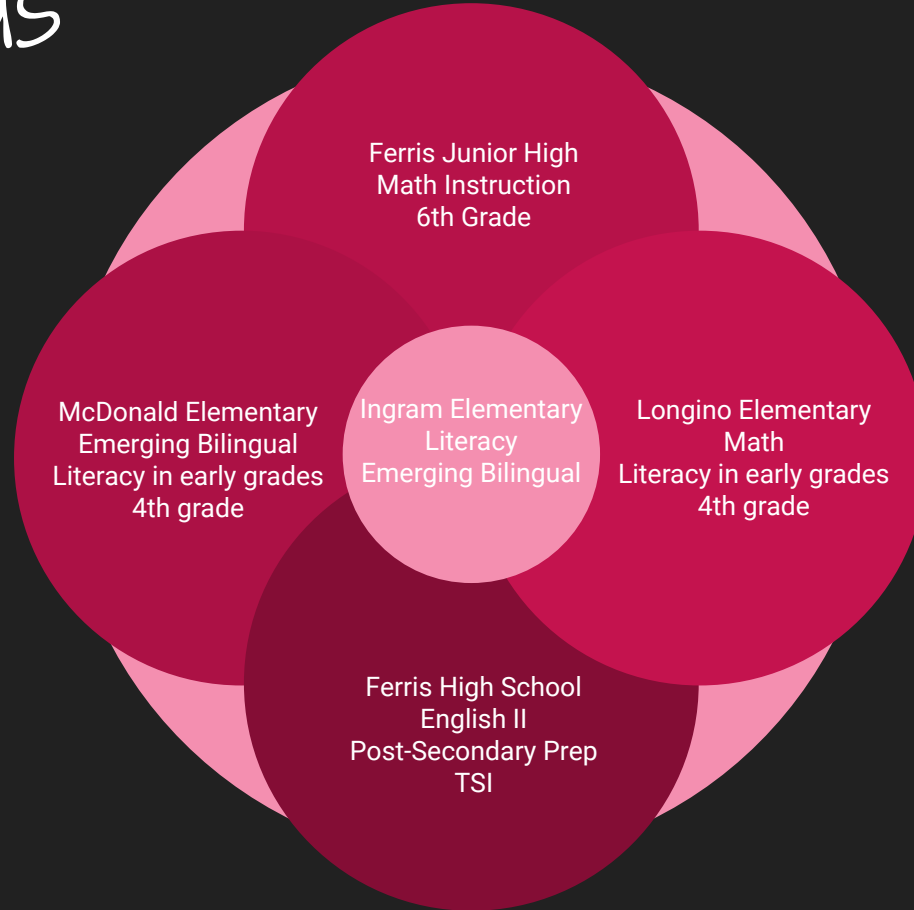 Ferris Junior High
Math Instruction
6th Grade
McDonald Elementary
Emerging Bilingual
Literacy in early grades
4th grade
Ingram Elementary
Literacy
Emerging Bilingual
Longino Elementary
Math
Literacy in early grades
4th grade
Ferris High School
English II
Post-Secondary Prep
TSI